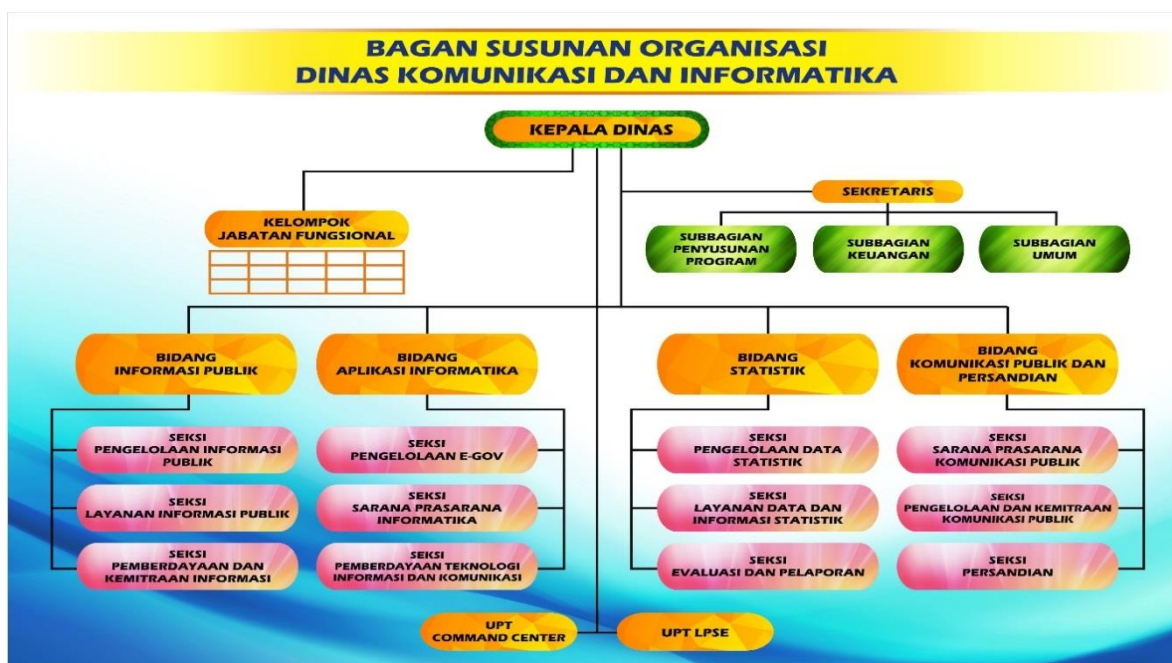 BAGAN SUSUNAN ORGANISASI
DINAS KOMUNIKASI DAN INFORMATIKA
KEPALA DINAS
SEKRETARIS
KELOMPOK
JABATAN FUNGSIONAL
SUBBAGIAN
PENYUSUNAN
PROGRAM
SUBBAGIAN
KEUANGAN
SUBBAGIAN
UMUM
BIDANG
INFORMASI PUBLIK
BIDANG
APLIKASI INFORMATIKA
BIDANG
STATISTIK
BIDANG
KOMUNIKASI PUBLIK DAN
PERSANDIAN
SEKSI
PENGELOLAAN INFORMASI
PUBLIK
SEKSI
PENGELOLAAN E-GOV
SEKSI
PENGELOLAAN DATA
STATISTIK
SEKSI
SARANA PRASARANA
KOMUNIKASI PUBLIK
SEKSI
LAYANAN INFORMASI PUBLIK
SEKSI
SARANA PRASARANA
INFORMATIKA
SEKSI
LAYANAN DATA DAN
INFORMASI STATISTIK
SEKSI
PENGELOLAAN DAN KEMITRAAN
KOMUNIKASI PUBLIK
SEKSI
PEMBERDAYAAN DAN
KEMITRAAN INFORMASI
SEKSI
PEMBERDAYAAN TEKNOLOGI
INFORMASI DAN KOMUNIKASI
SEKSI
EVALUASI DAN PELAPORAN
SEKSI
PERSANDIAN
UPT
COMMAND CENTER
UPT LPSE